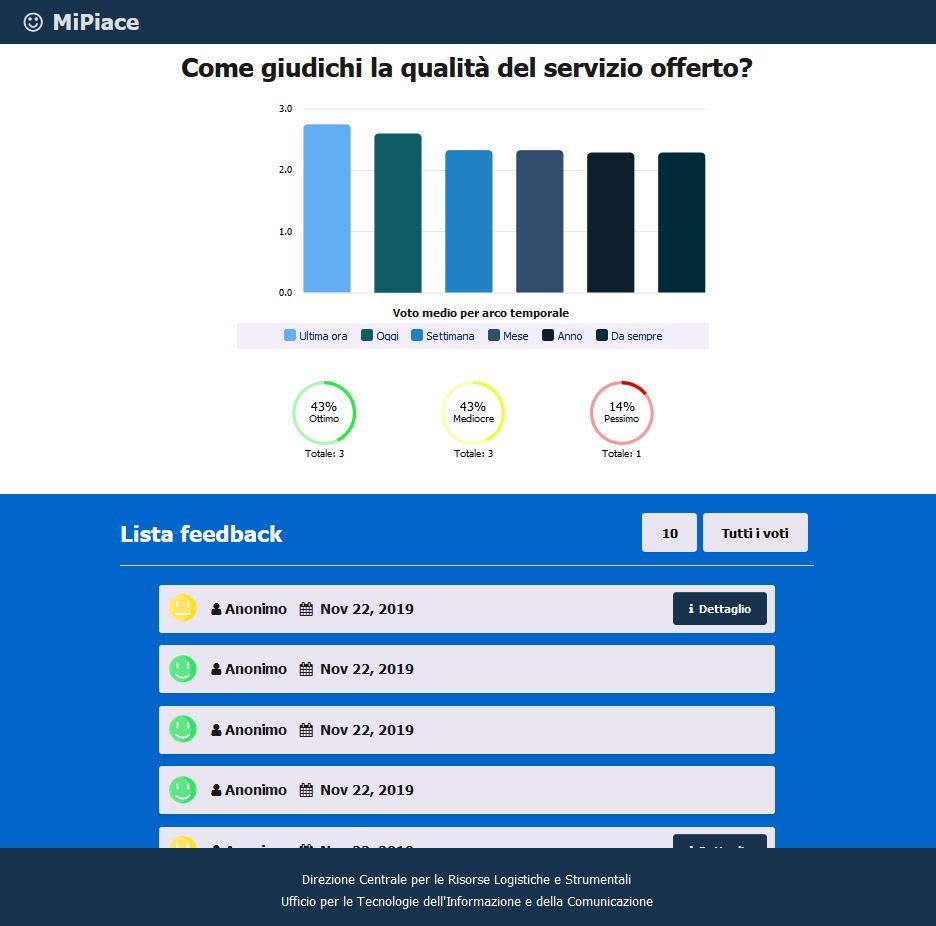 MiPiace
Come giudichi la qualità del servizio offerto?
3.0
2.0
1.0
0.0
Voto medio per arco temporale
Ultima ora Oggi Settimana Mese Anno Da sempre
43% 43% 14%
Ottimo Mediocre Pessimo
Totale: 3 Totale: 3 Totale: 1
Lista feedback 10 Tutti i voti
Anonimo Nov 22, 2019 Dettaglio
Anonimo Nov 22, 2019
Anonimo Nov 22, 2019
Anonimo Nov 22, 2019
Direzione Centrale per le Risorse Logistiche e Strumentali
Ufficio per le Tecnologie dell'Informazione e della Comunicazione